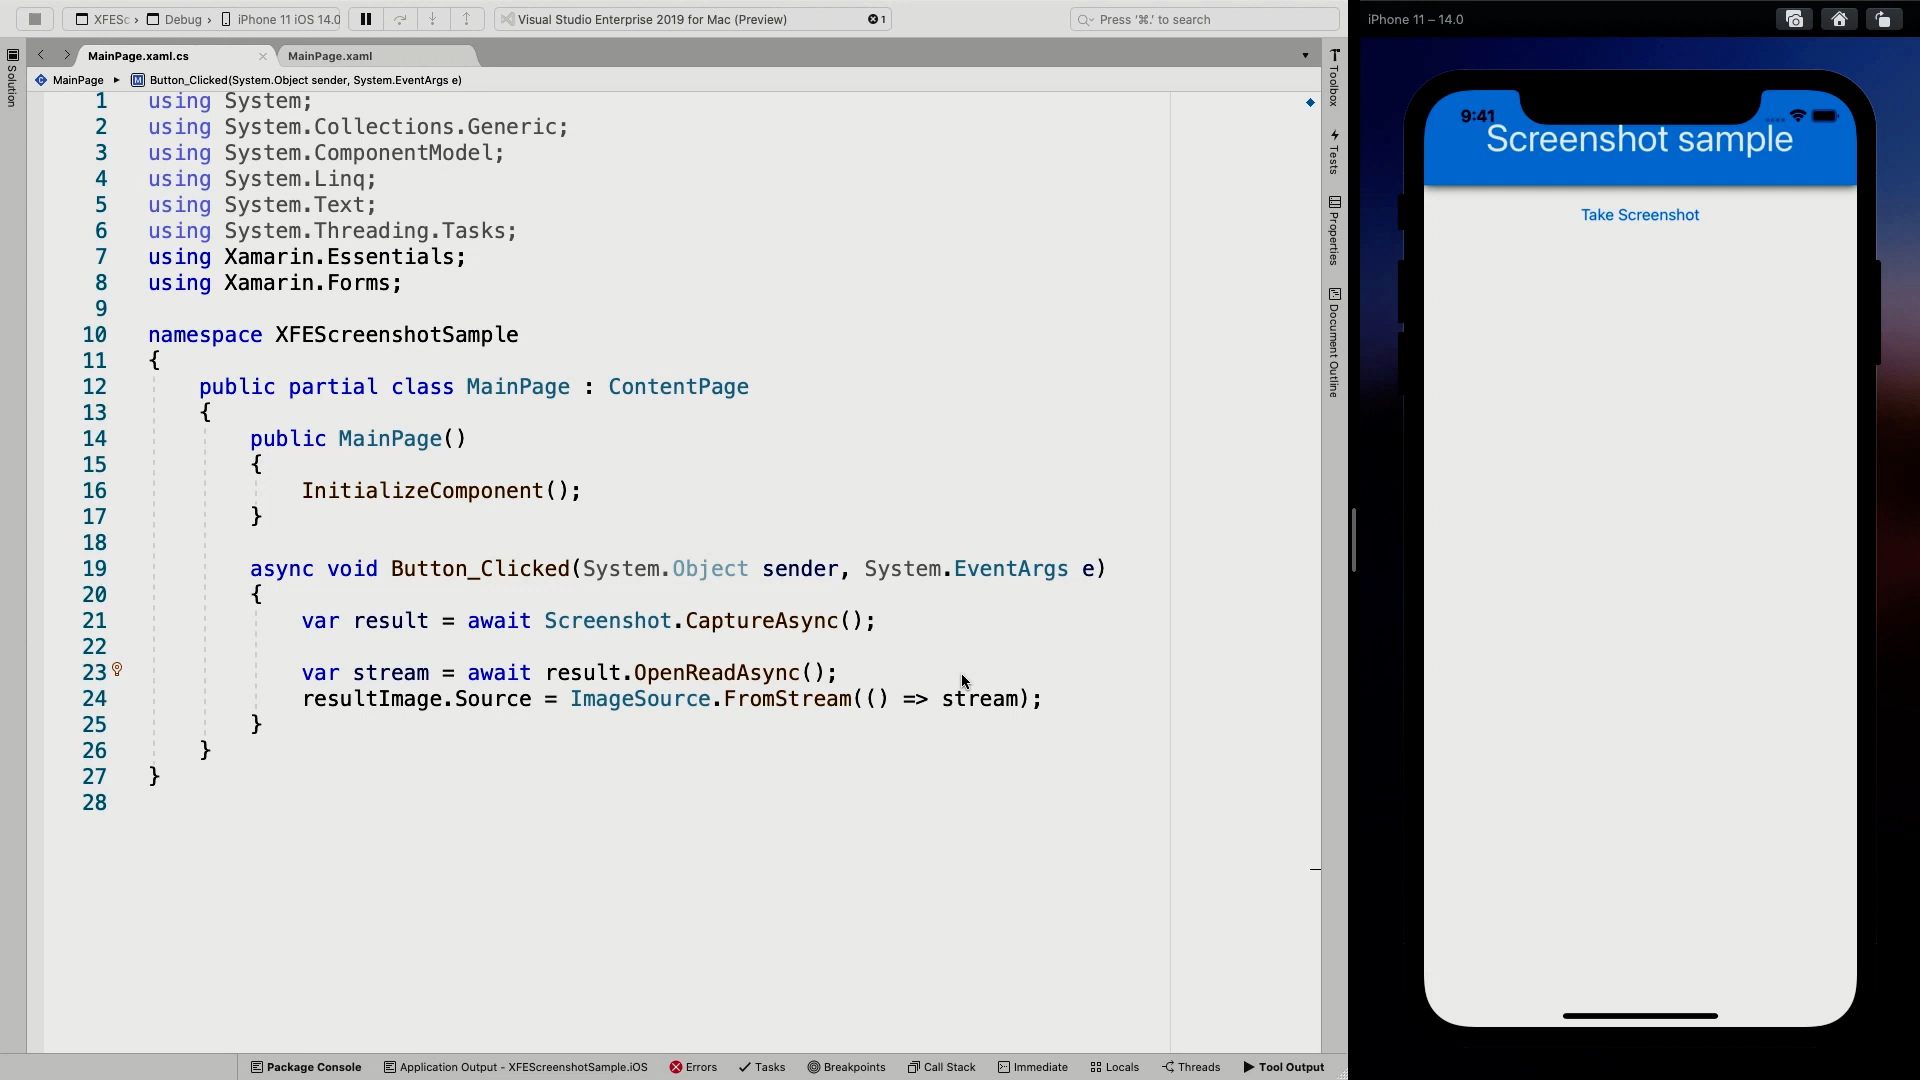 XFESc › Debug › iPhone 11 iOS 14.0
Visual Studio Enterprise 2019 for Mac (Preview)
1
Press '⌘.' to search
iPhone 11 – 14.0
Solution
MainPage.xaml.cs
MainPage.xaml
MainPage
M
Button_Clicked(System.Object sender, System.EventArgs e)
1 using System;
2 using System.Collections.Generic;
3 using System.ComponentModel;
4 using System.Linq;
5 using System.Text;
6 using System.Threading.Tasks;
7 using Xamarin.Essentials;
8 using Xamarin.Forms;
9
10 namespace XFEScreenshotSample
11 {
12 public partial class MainPage : ContentPage
13 {
14 public MainPage()
15 {
16 InitializeComponent();
17 }
18
19 async void Button_Clicked(System.Object sender, System.EventArgs e)
20 {
21 var result = await Screenshot.CaptureAsync();
22
23 var stream = await result.OpenReadAsync();
24 resultImage.Source = ImageSource.FromStream(() => stream);
25 }
26 }
27 }
28
Toolbox
Tests
Properties
Document Outline
9:41
Screenshot sample
Take Screenshot
Package Console
Application Output - XFEScreenshotSample.iOS
Errors
Tasks
Breakpoints
Call Stack
Immediate
Locals
Threads
Tool Output